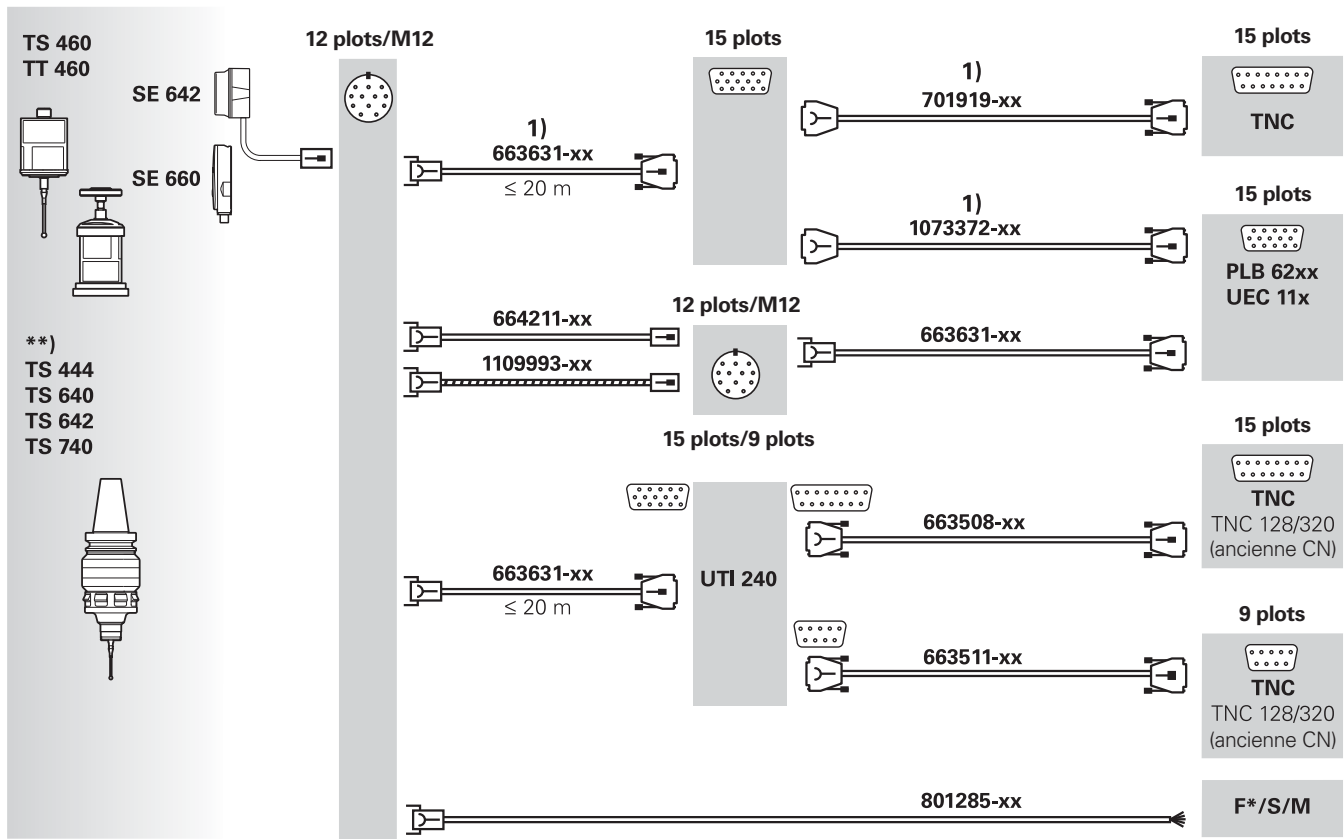 TS 460
TT 460
SE 642
SE 660
**)
TS 444
TS 640
TS 642
TS 740
12 plots/M12
1)
663631-xx
≤ 20 m
664211-xx
1109993-xx
663631-xx
≤ 20 m
15 plots
12 plots/M12
15 plots/9 plots
UTI 240
1)
701919-xx
1)
1073372-xx
663631-xx
663508-xx
663511-xx
801285-xx
15 plots
TNC
15 plots
PLB 62xx
UEC 11x
15 plots
TNC
TNC 128/320
(ancienne CN)
9 plots
TNC
TNC 128/320
(ancienne CN)
F*/S/M